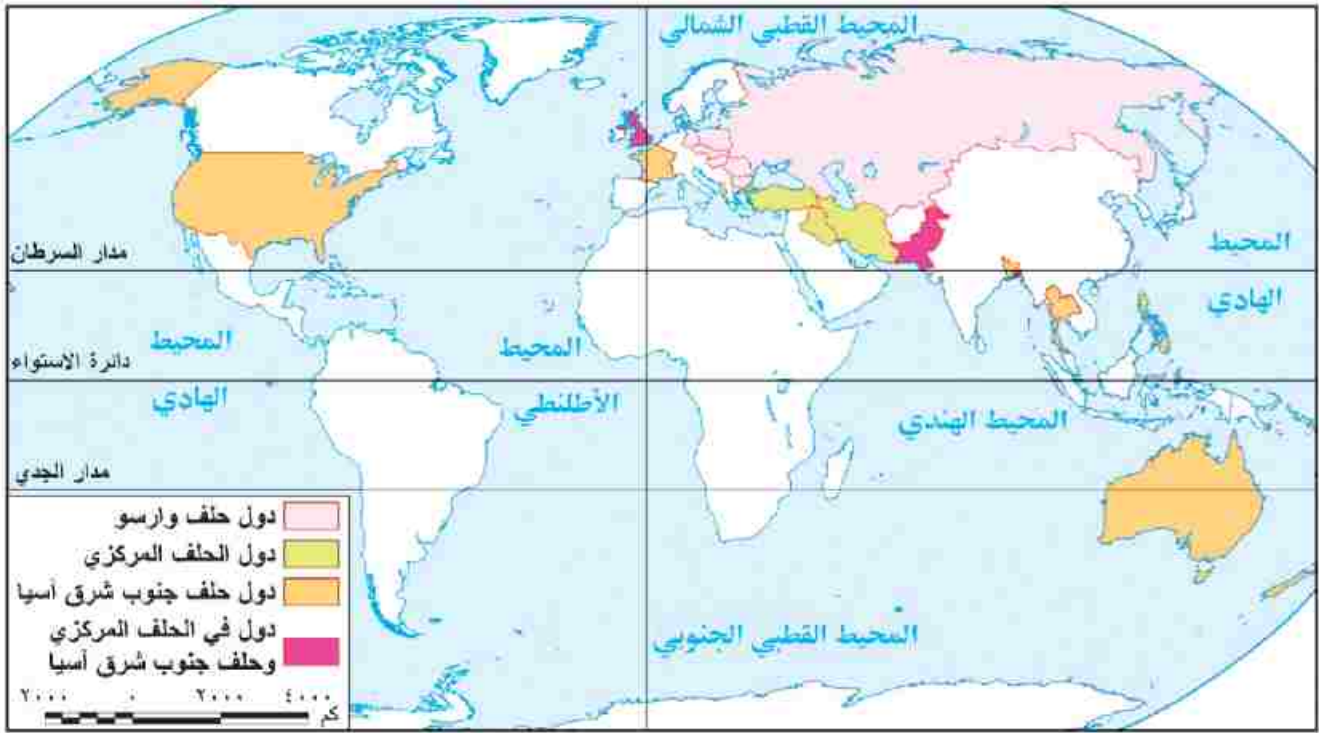 المحيط القطبي الشمالي
مدار السرطان
المحيط
الهادي
المحيط
الهادي
دائرة الاستواء
المحيط
الأطلنطي
المحيط الهندي
مدار الجدي
المحيط القطبي الجنوبي
دول حلف وارسو
دول الحلف المركزي
دول حلف جنوب شرق أسيا
دول في الحلف المركزي
وحلف جنوب شرق أسيا
٢٠٠٠ ٠ ٢٠٠٠ ٤٠٠٠
كم